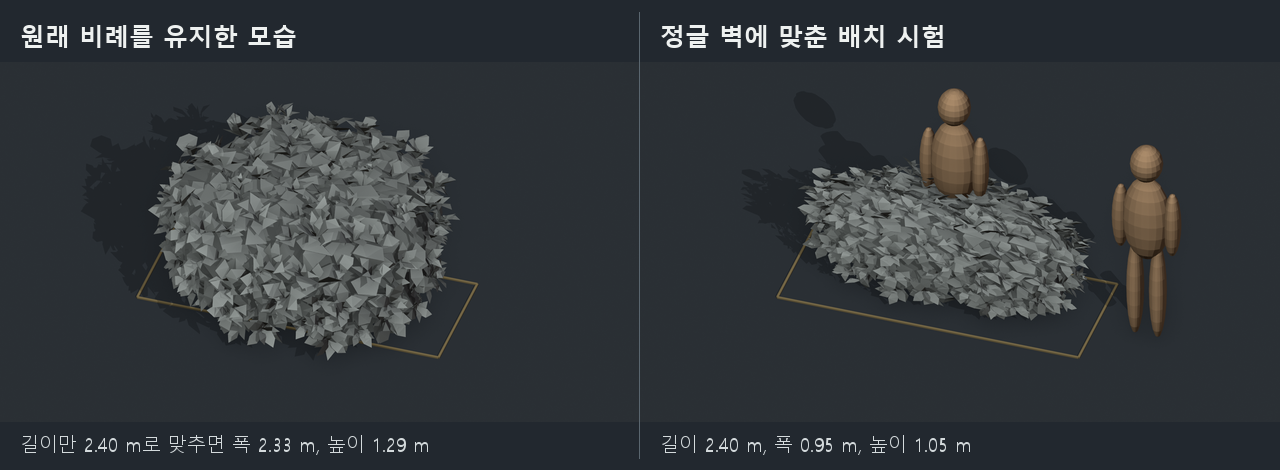 원래 비례를 유지한 모습
정글 벽에 맞춘 배치 시험
길이만 2.40 m로 맞추면 폭 2.33 m, 높이 1.29 m
길이 2.40 m, 폭 0.95 m, 높이 1.05 m